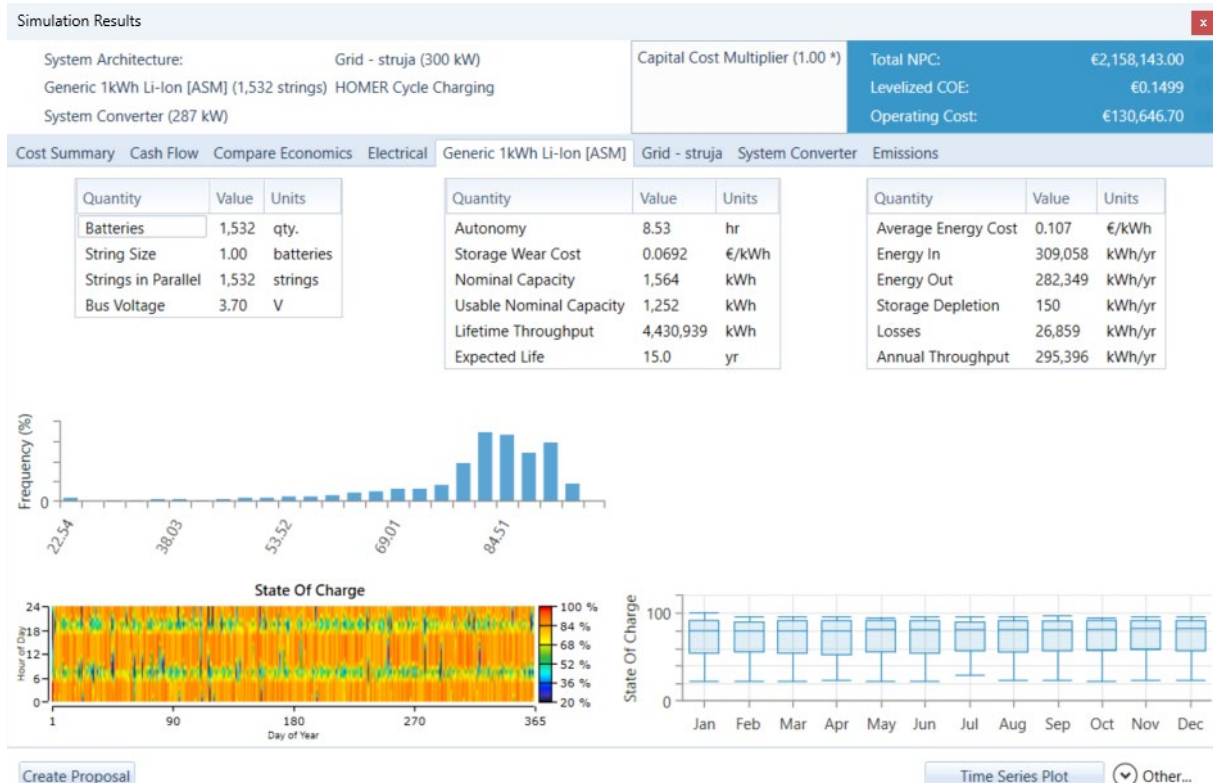 Simulation Results
x
System Architecture: Grid - struja (300 kW)
Generic 1kWh Li-Ion [ASM] (1,532 strings) HOMER Cycle Charging
System Converter (287 kW)
Capital Cost Multiplier (1.00 *)
Total NPC: €2,158,143.00
Levelized COE: €0.1499
Operating Cost: €130,646.70
Cost Summary Cash Flow Compare Economics Electrical Generic 1kWh Li-Ion [ASM] Grid - struja System Converter Emissions
Quantity Value Units
Batteries 1,532 qty.
String Size 1.00 batteries
Strings in Parallel 1,532 strings
Bus Voltage 3.70 V
Quantity Value Units
Autonomy 8.53 hr
Storage Wear Cost 0.0692 €/kWh
Nominal Capacity 1,564 kWh
Usable Nominal Capacity 1,252 kWh
Lifetime Throughput 4,430,939 kWh
Expected Life 15.0 yr
Quantity Value Units
Average Energy Cost 0.107 €/kWh
Energy In 309,058 kWh/yr
Energy Out 282,349 kWh/yr
Storage Depletion 150 kWh/yr
Losses 26,859 kWh/yr
Annual Throughput 295,396 kWh/yr
Frequency (%)
0
22.54 38.03 53.52 69.01 84.51
State Of Charge
Hour of Day
24
18
12
6
0
1 90 180 270 365
Day of Year
100 %
84 %
68 %
52 %
36 %
20 %
State Of Charge
100
0
Jan Feb Mar Apr May Jun Jul Aug Sep Oct Nov Dec
Create Proposal Time Series Plot Other...